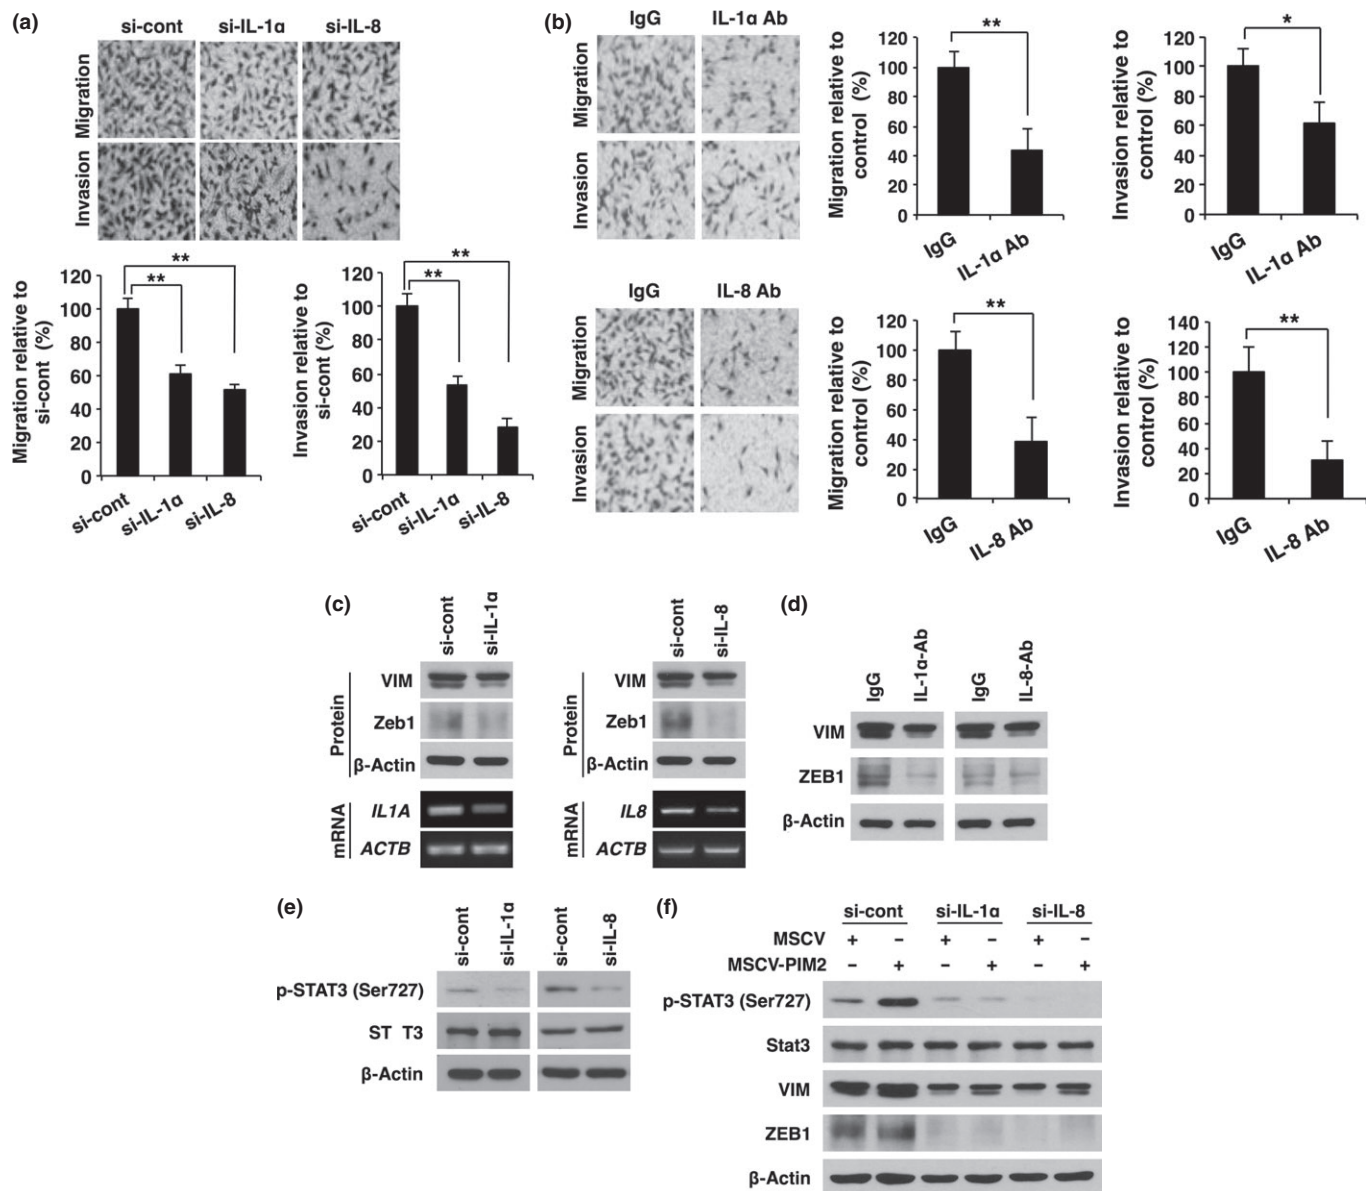 (a)
si-cont si-IL-1α si-IL-8
Migration
Invasion
**
**
Migration relative to
si-cont (%)
120
100
80
60
40
20
0
si-cont
si-IL-1α
si-IL-8
**
**
Invasion relative to
si-cont (%)
120
100
80
60
40
20
0
si-cont
si-IL-1α
si-IL-8
(b)
IgG IL-1α Ab
Migration
Invasion
**
Migration relative to
control (%)
120
100
80
60
40
20
0
IgG
IL-1α Ab
*
Invasion relative to
control (%)
120
100
80
60
40
20
0
IgG
IL-1α Ab
IgG IL-8 Ab
Migration
Invasion
**
Migration relative to
control (%)
120
100
80
60
40
20
0
IgG
IL-8 Ab
**
Invasion relative to
control (%)
140
120
100
80
60
40
20
0
IgG
IL-8 Ab
(c)
si-cont
si-IL-1α
Protein
VIM
Zeb1
β-Actin
mRNA
IL1A
ACTB
si-cont
si-IL-8
Protein
VIM
Zeb1
β-Actin
mRNA
IL8
ACTB
(d)
IgG
IL-1α-Ab
IgG
IL-8-Ab
VIM
ZEB1
β-Actin
(e)
si-cont
si-IL-1α
si-cont
si-IL-8
p-STAT3 (Ser727)
ST T3
β-Actin
(f)
si-cont si-IL-1α si-IL-8
MSCV + − + − + −
MSCV-PIM2 − + − + − +
p-STAT3 (Ser727)
Stat3
VIM
ZEB1
β-Actin